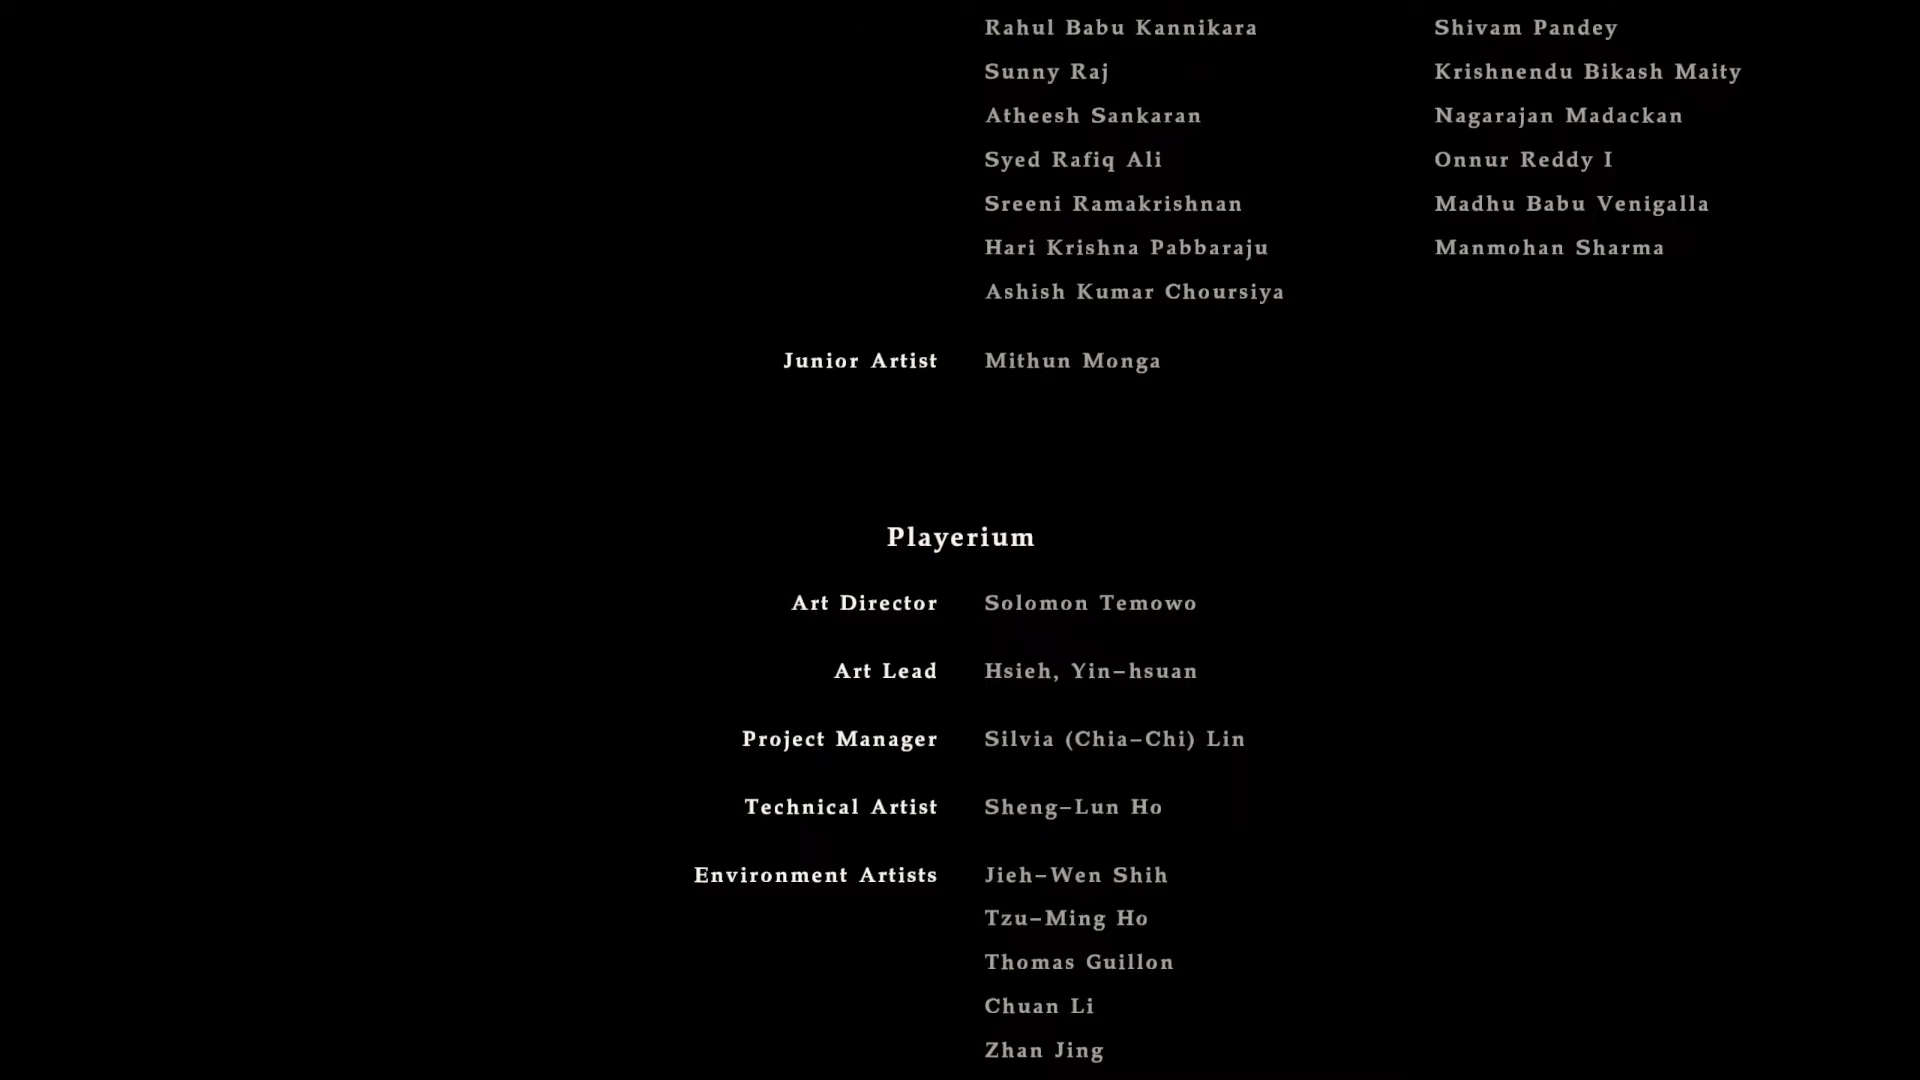 Rahul Babu Kannikara Shivam Pandey
Sunny Raj Krishnendu Bikash Maity
Atheesh Sankaran Nagarajan Madackan
Syed Rafiq Ali Onnur Reddy I
Sreeni Ramakrishnan Madhu Babu Venigalla
Hari Krishna Pabbaraju Manmohan Sharma
Ashish Kumar Choursiya
Junior Artist Mithun Monga
Playerium
Art Director Solomon Temowo
Art Lead Hsieh, Yin–hsuan
Project Manager Silvia (Chia–Chi) Lin
Technical Artist Sheng–Lun Ho
Environment Artists Jieh–Wen Shih
Tzu–Ming Ho
Thomas Guillon
Chuan Li
Zhan Jing